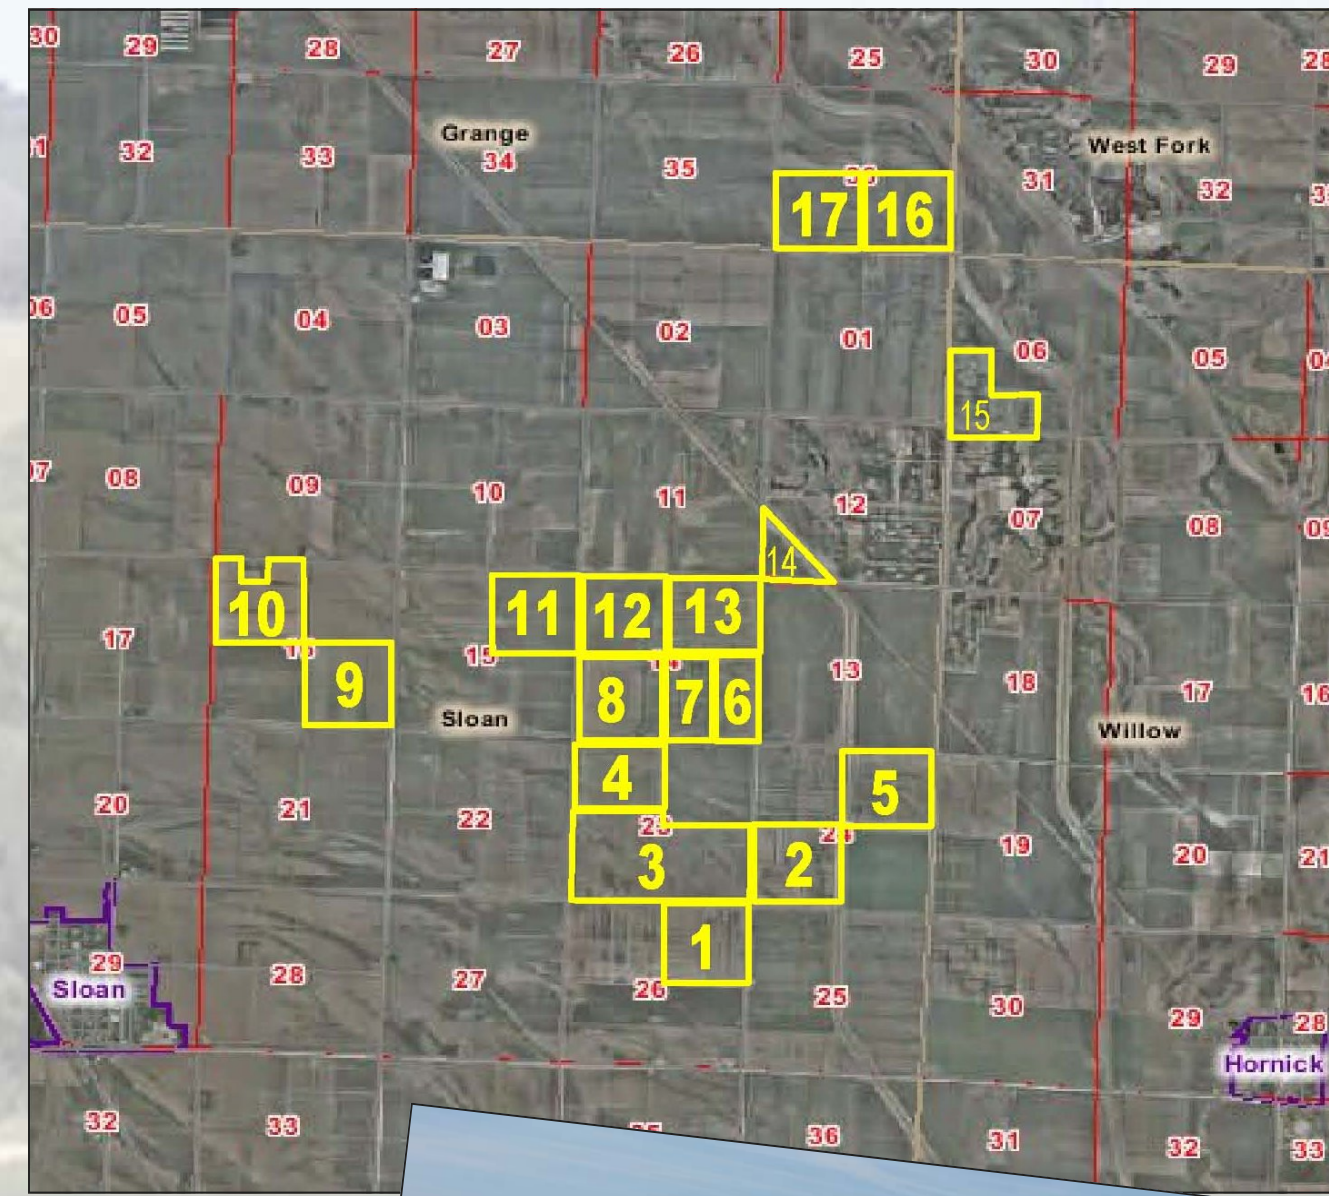 30 29 28 27 26 25 30 29 28
Grange
West Fork
32 33 34 35 31 32
17 16
05 04 03 02 01 06 05
15
08 09 10 11 12 07 08 09
14
10 11 12 13
17 15 13 18 17 16
9 8 7 6
Sloan
Willow
4 5
20 21 22 23 24 19 20 21
3 2
1
29 28 27 26 25 30 29 28
Sloan
Hornick
32 33 36 31 32 33